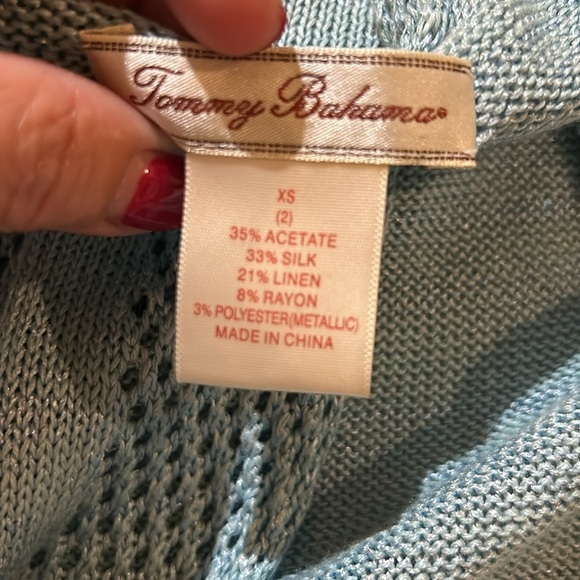 Tommy Bahama®
XS
(2)
35% ACETATE
33% SILK
21% LINEN
8% RAYON
3% POLYESTER(METALLIC)
MADE IN CHINA